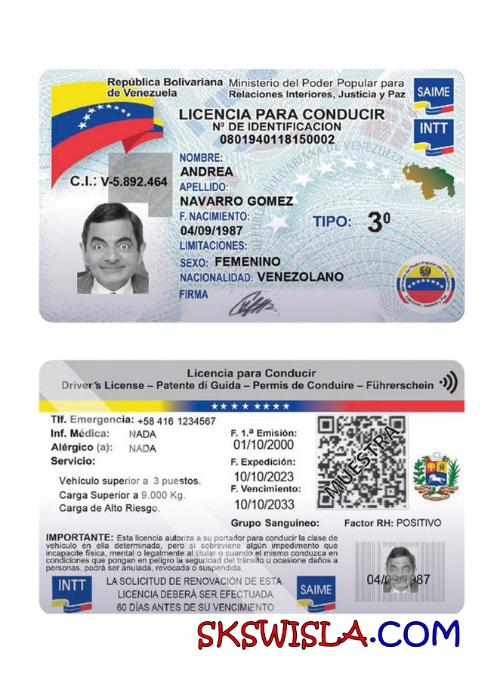 República Bolivariana
de Venezuela
Ministerio del Poder Popular para
Relaciones Interiores, Justicia y Paz
SAIME
LICENCIA PARA CONDUCIR
Nº DE IDENTIFICACION
0801940118150002
INTT
NOMBRE:
ANDREA
C.I.: V-5.892.464
APELLIDO:
NAVARRO GOMEZ
F. NACIMIENTO:
04/09/1987
TIPO: 3º
LIMITACIONES:
SEXO: FEMENINO
NACIONALIDAD: VENEZOLANO
FIRMA
Licencia para Conducir
Driver's License – Patente di Guida – Permis de Conduire – Führerschein
Tlf. Emergencia: +58 416 1234567
Inf. Médica: NADA
Alérgico (a): NADA
Servicio:
Vehículo superior a 3 puestos.
Carga Superior a 9.000 Kg.
Carga de Alto Riesgo.
F. 1.ª Emisión:
01/10/2000
F. Expedición:
10/10/2023
F. Vencimiento:
10/10/2033
MUESTRA
Grupo Sanguineo: Factor RH: POSITIVO
IMPORTANTE: Esta licencia autoriza a su portador para conducir la clase de
vehículo en ella determinada, pero si sobreviene algún impedimento que
incapacite física, mental o legalmente al titular o cuando el mismo conduzca en
condiciones que pongan en peligro la seguridad del tránsito u ocasione daños a
personas, podrá ser anulada, revocada o suspendida.
04/09/1987
INTT
LA SOLICITUD DE RENOVACIÓN DE ESTA
LICENCIA DEBERÁ SER EFECTUADA
60 DÍAS ANTES DE SU VENCIMIENTO
SAIME
SKSWISLA.COM